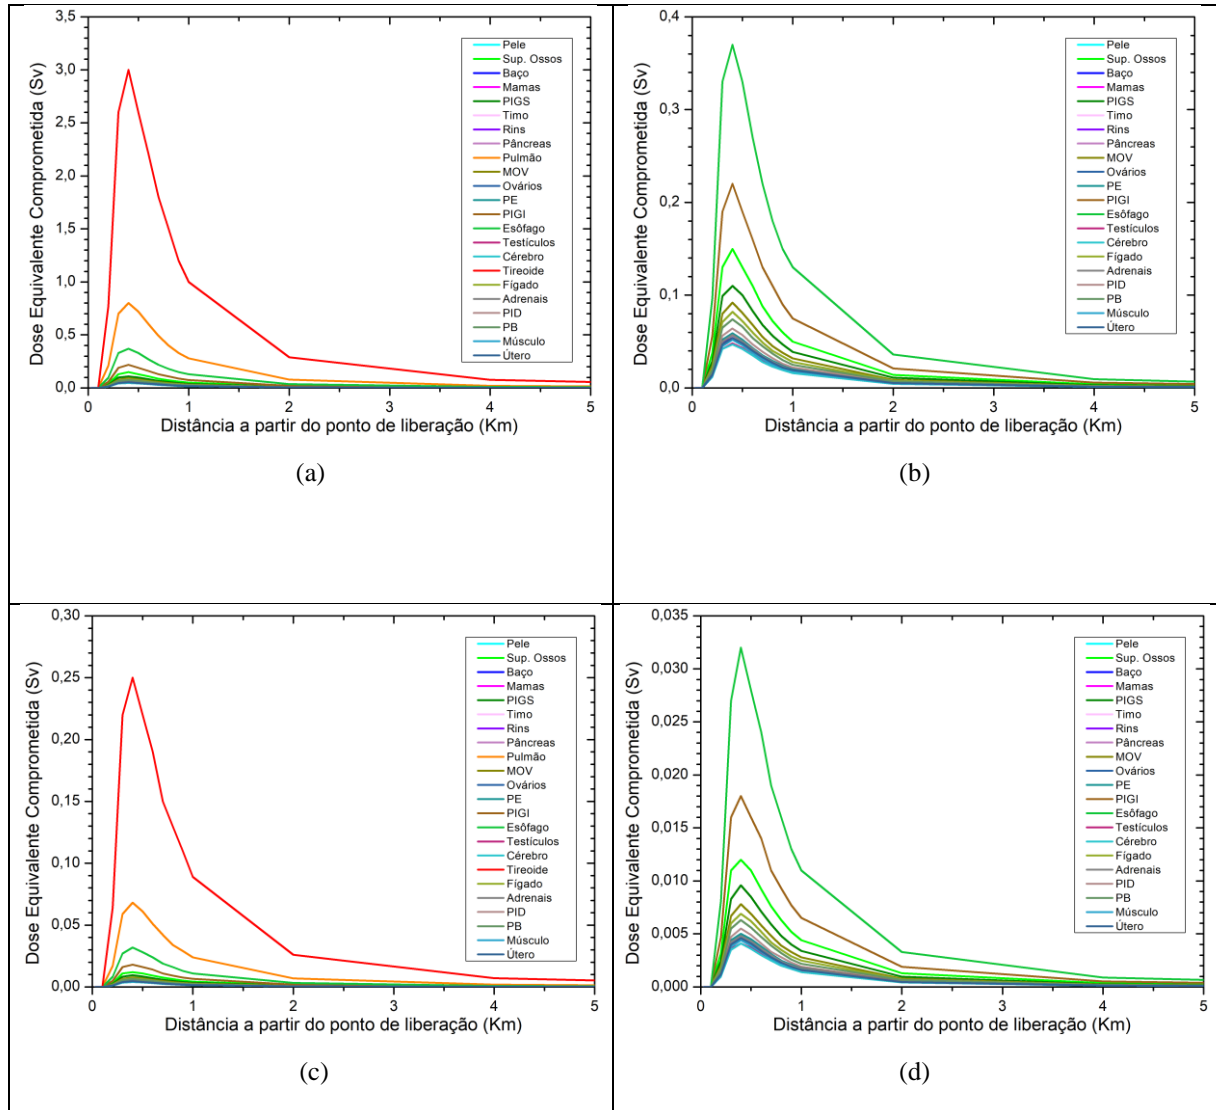 3,5
3,0
2,5
2,0
1,5
1,0
0,5
0,0
0
1
2
3
4
5
Dose Equivalente Comprometida (Sv)
Distância a partir do ponto de liberação (Km)
Pele
Sup. Ossos
Baço
Mamas
PIGS
Timo
Rins
Pâncreas
Pulmão
MOV
Ovários
PE
PIGI
Esôfago
Testículos
Cérebro
Tireoide
Fígado
Adrenais
PID
PB
Músculo
Útero
(a)
0,4
0,3
0,2
0,1
0,0
0
1
2
3
4
5
Dose Equivalente Comprometida (Sv)
Distância a partir do ponto de liberação (Km)
Pele
Sup. Ossos
Baço
Mamas
PIGS
Timo
Rins
Pâncreas
MOV
Ovários
PE
PIGI
Esôfago
Testículos
Cérebro
Fígado
Adrenais
PID
PB
Músculo
Útero
(b)
0,30
0,25
0,20
0,15
0,10
0,05
0,00
0
1
2
3
4
5
Dose Equivalente Comprometida (Sv)
Distância a partir do ponto de liberação (Km)
Pele
Sup. Ossos
Baço
Mamas
PIGS
Timo
Rins
Pâncreas
Pulmão
MOV
Ovários
PE
PIGI
Esôfago
Testículos
Cérebro
Tireoide
Fígado
Adrenais
PID
PB
Músculo
Útero
(c)
0,035
0,030
0,025
0,020
0,015
0,010
0,005
0,000
0
1
2
3
4
5
Dose Equivalente Comprometida (Sv)
Distância a partir do ponto de liberação (Km)
Pele
Sup. Ossos
Baço
Mamas
PIGS
Timo
Rins
Pâncreas
MOV
Ovários
PE
PIGI
Esôfago
Testículos
Cérebro
Fígado
Adrenais
PID
PB
Músculo
Útero
(d)